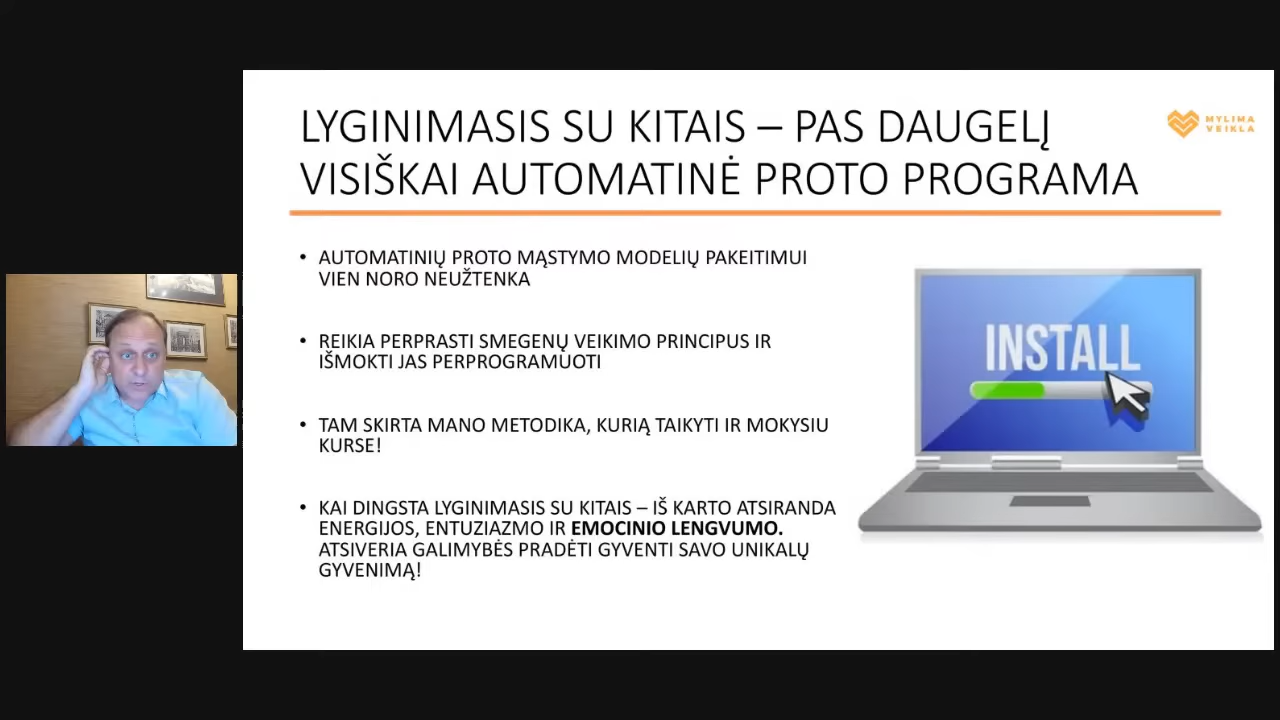 LYGINIMASIS SU KITAIS – PAS DAUGELĮ
VISIŠKAI AUTOMATINĖ PROTO PROGRAMA
MYLIMA
VEIKLA
• AUTOMATINIŲ PROTO MĄSTYMO MODELIŲ PAKEITIMUI
VIEN NORO NEUŽTENKA
• REIKIA PERPRASTI SMEGENŲ VEIKIMO PRINCIPUS IR
IŠMOKTI JAS PERPROGRAMUOTI
• TAM SKIRTA MANO METODIKA, KURIĄ TAIKYTI IR MOKYSIU
KURSE!
• KAI DINGSTA LYGINIMASIS SU KITAIS – IŠ KARTO ATSIRANDA
ENERGIJOS, ENTUZIAZMO IR EMOCINIO LENGVUMO.
ATSIVERIA GALIMYBĖS PRADĖTI GYVENTI SAVO UNIKALŲ
GYVENIMĄ!
INSTALL